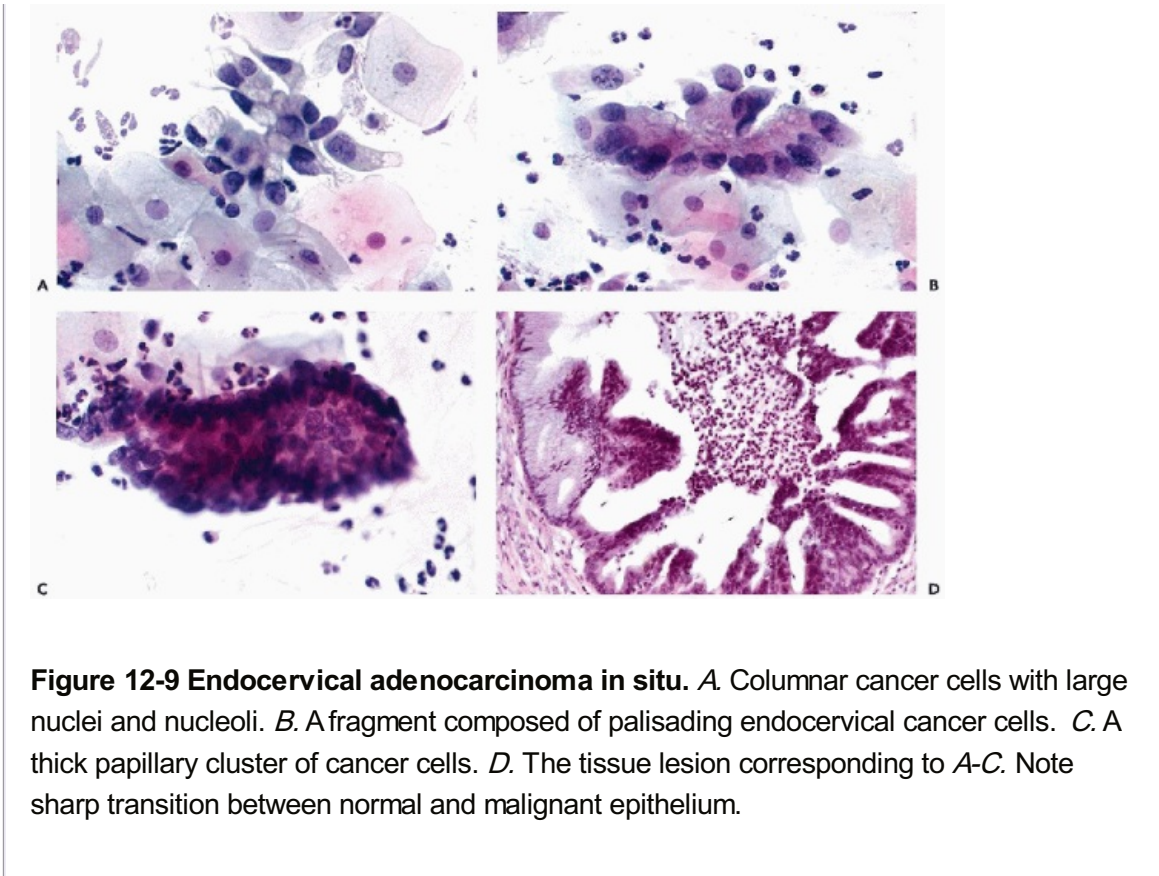 A
B
C
D
Figure 12-9 Endocervical adenocarcinoma in situ. A. Columnar cancer cells with large
nuclei and nucleoli. B. A fragment composed of palisading endocervical cancer cells. C. A
thick papillary cluster of cancer cells. D. The tissue lesion corresponding to A-C. Note
sharp transition between normal and malignant epithelium.